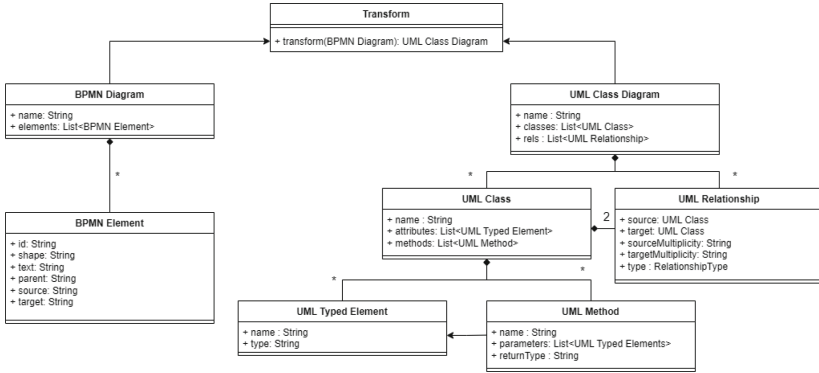 Transform
+ transform(BPMN Diagram): UML Class Diagram
BPMN Diagram
+ name: String
+ elements: List<BPMN Element>
UML Class Diagram
+ name : String
+ classes: List<UML Class>
+ rels : List<UML Relationship>
*
*
*
BPMN Element
+ id: String
+ shape: String
+ text: String
+ parent: String
+ source: String
+ target: String
UML Class
+ name : String
+ attributes: List<UML Typed Element>
+ methods: List<UML Method>
2
UML Relationship
+ source: UML Class
+ target: UML Class
+ sourceMultiplicity: String
+ targetMultiplicity: String
+ type : RelationshipType
*
*
UML Typed Element
+ name : String
+ type: String
UML Method
+ name : String
+ parameters: List<UML Typed Elements>
+ returnType : String